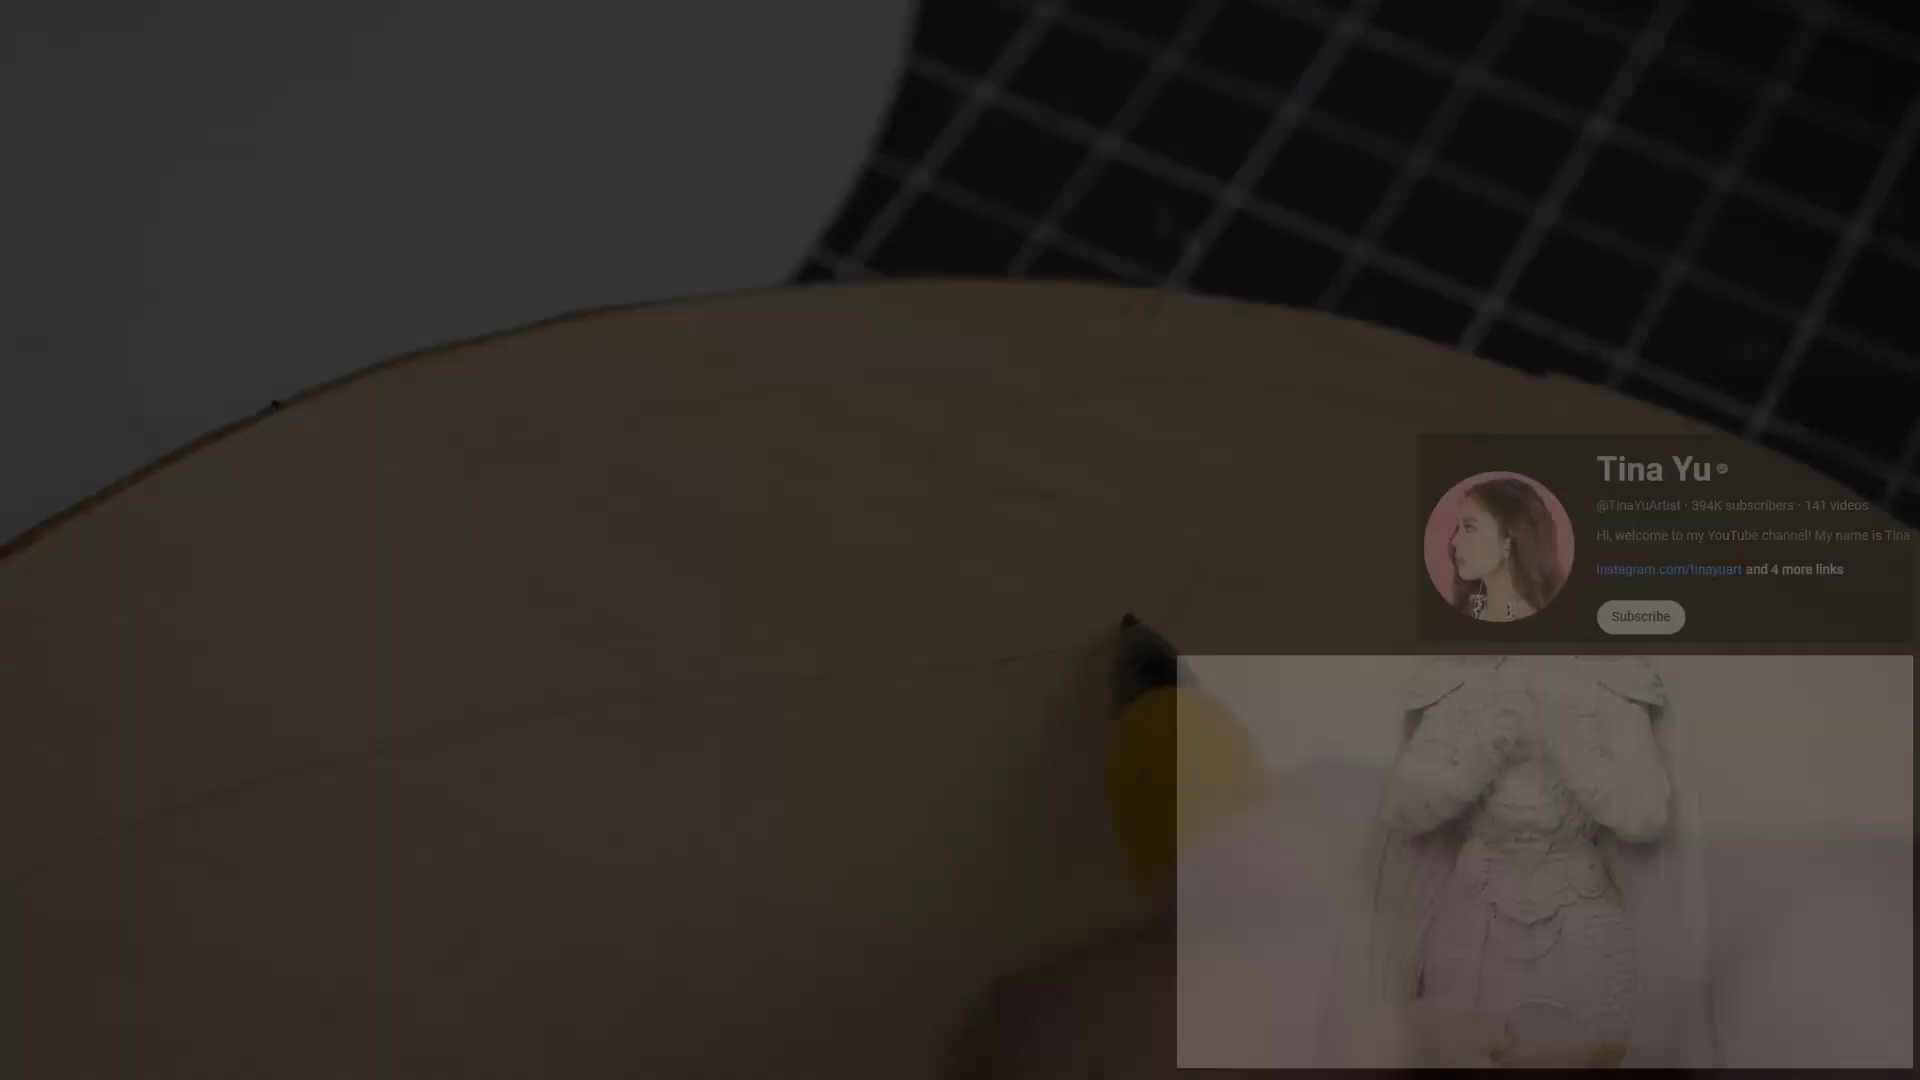 Tina Yu
@TinaYuArtist · 394K subscribers · 141 videos
Hi, welcome to my YouTube channel! My name is Tina
instagram.com/tinayuart and 4 more links
Subscribe